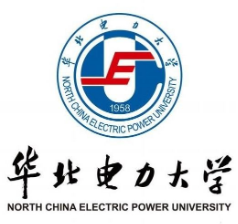 华北电力大学
NORTH CHINA ELECTRIC POWER UNIVERSITY
1958
华北电力大学
NORTH CHINA ELECTRIC POWER UNIVERSITY